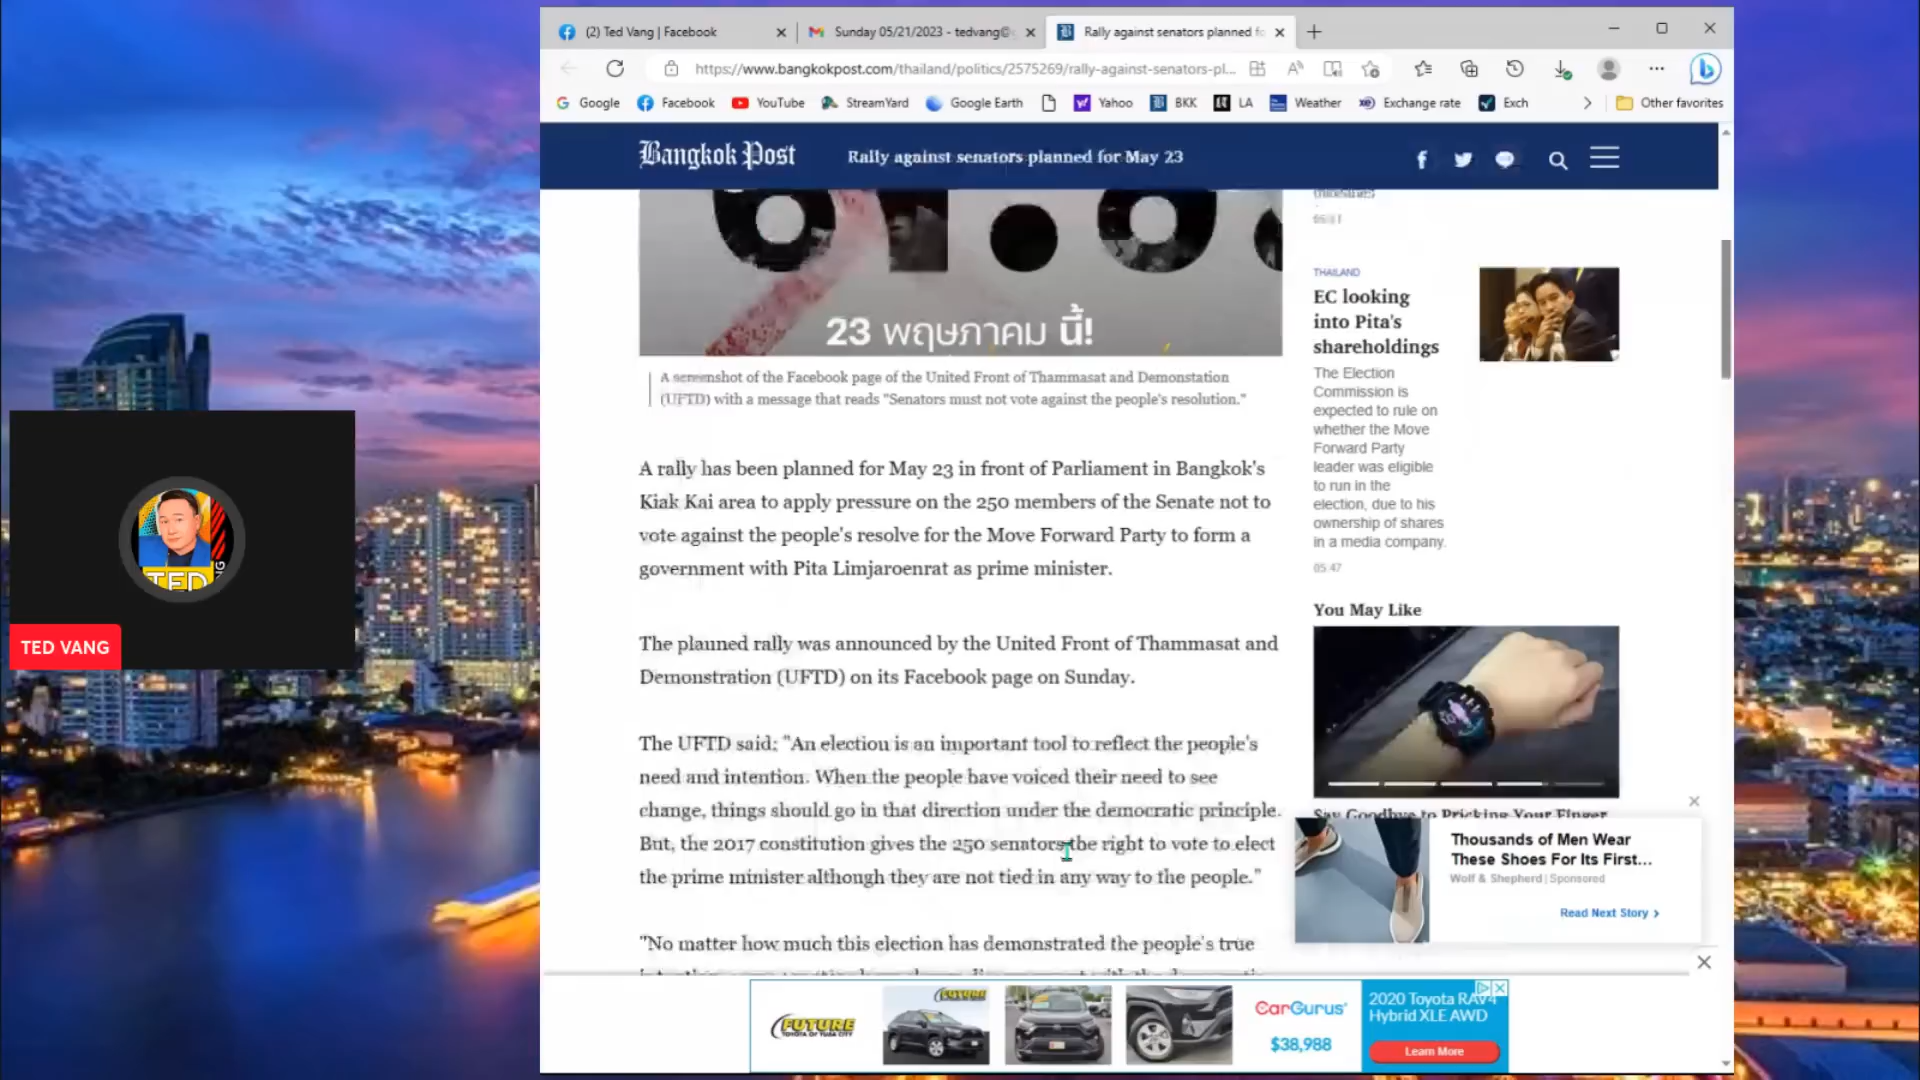 (2) Ted Vang | Facebook
Sunday 05/21/2023 - tedvang@
Rally against senators planned fo
https://www.bangkokpost.com/thailand/politics/2575269/rally-against-senators-pl...
Google
Facebook
YouTube
StreamYard
Google Earth
Yahoo
BKK
LA
Weather
Exchange rate
Exch
Other favorites
Bangkok Post
Rally against senators planned for May 23
23 พฤษภาคม นี้!
A screenshot of the Facebook page of the United Front of Thammasat and Demonstation
(UFTD) with a message that reads "Senators must not vote against the people's resolution."
A rally has been planned for May 23 in front of Parliament in Bangkok's
Kiak Kai area to apply pressure on the 250 members of the Senate not to
vote against the people's resolve for the Move Forward Party to form a
government with Pita Limjaroenrat as prime minister.
The planned rally was announced by the United Front of Thammasat and
Demonstration (UFTD) on its Facebook page on Sunday.
The UFTD said: "An election is an important tool to reflect the people's
need and intention. When the people have voiced their need to see
change, things should go in that direction under the democratic principle.
But, the 2017 constitution gives the 250 senators the right to vote to elect
the prime minister although they are not tied in any way to the people."
"No matter how much this election has demonstrated the people's true
THAILAND
EC looking
into Pita's
shareholdings
The Election
Commission is
expected to rule on
whether the Move
Forward Party
leader was eligible
to run in the
election, due to his
ownership of shares
in a media company.
05:47
You May Like
Say Goodbye to Pricking Your Finger
Thousands of Men Wear
These Shoes For Its First...
Wolf & Shepherd | Sponsored
Read Next Story
FUTURE
FUTURE
TOYOTA OF YUBA CITY
CarGurus
$38,988
2020 Toyota RAV4
Hybrid XLE AWD
Learn More
TED
TED VANG